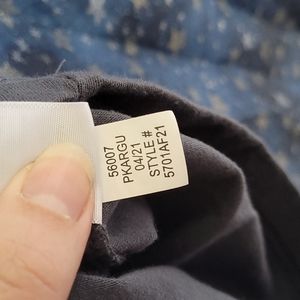 56007
PKARGU
04/21
STYLE #
5701AF21